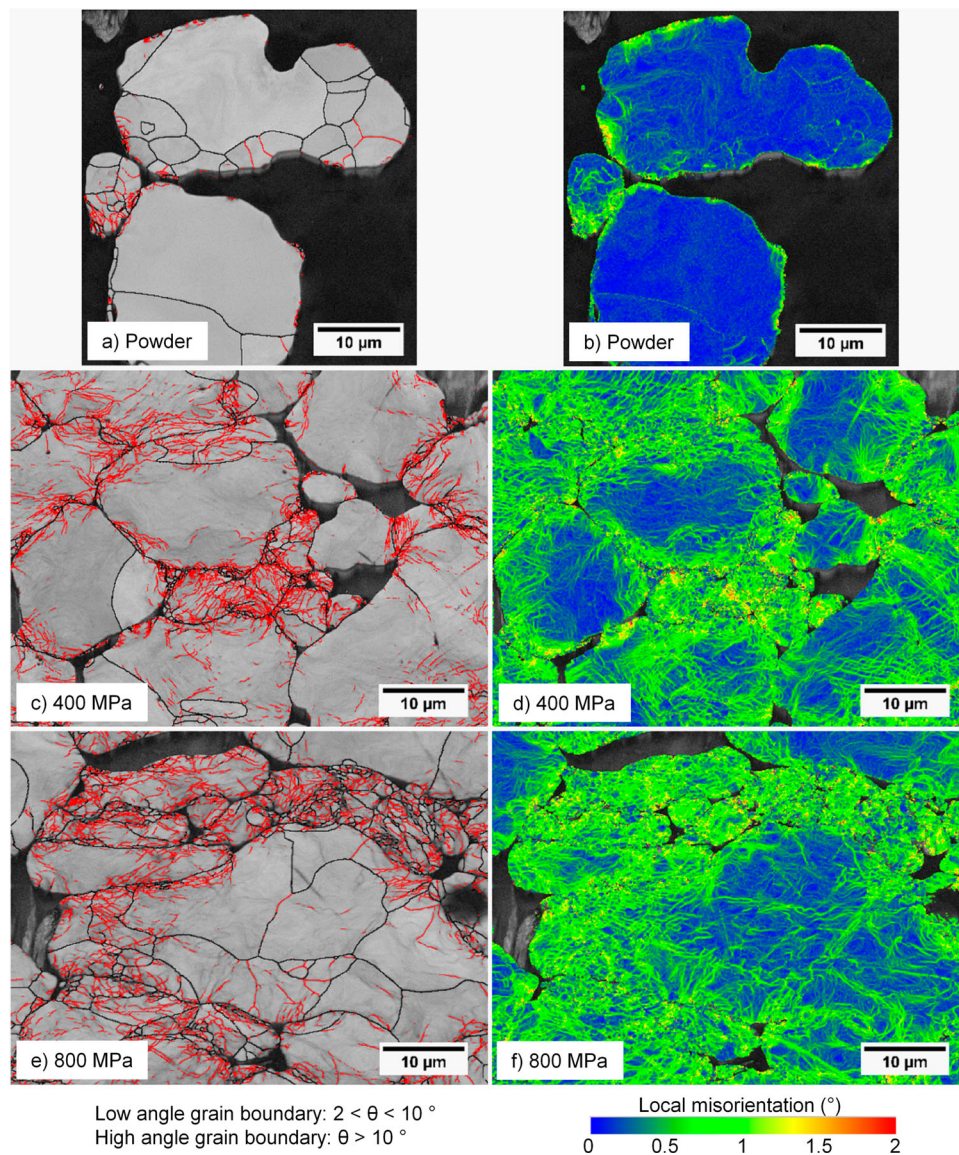 a) Powder
10 µm
b) Powder
10 µm
c) 400 MPa
10 µm
d) 400 MPa
10 µm
e) 800 MPa
10 µm
f) 800 MPa
10 µm
Low angle grain boundary: 2 < θ < 10 °
High angle grain boundary: θ > 10 °
Local misorientation (°)
0 0.5 1 1.5 2